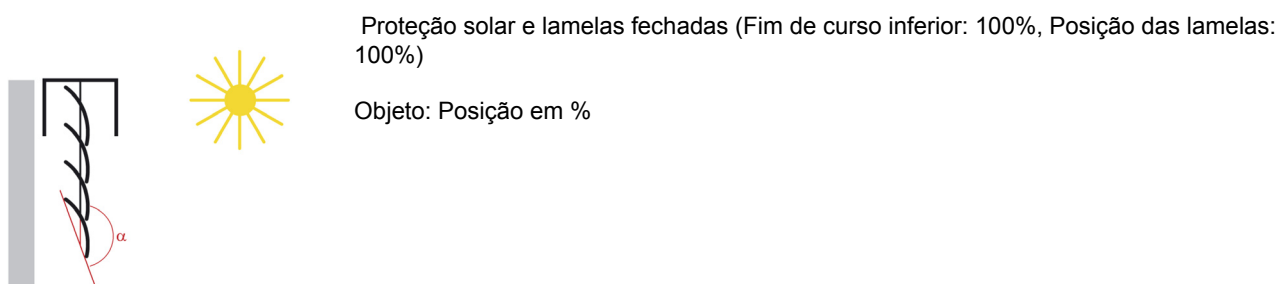 Proteção solar e lamelas fechadas (Fim de curso inferior: 100%, Posição das lamelas:
100%)
Objeto: Posição em %
α